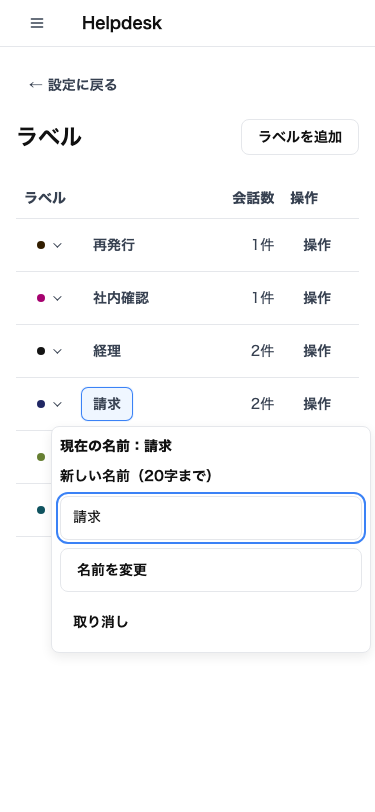 Helpdesk
← 設定に戻る
ラベル
ラベルを追加
ラベル 会話数 操作
再発行 1件 操作
社内確認 1件 操作
経理 2件 操作
請求 2件 操作
現在の名前：請求
新しい名前（20字まで）
請求
名前を変更
取り消し